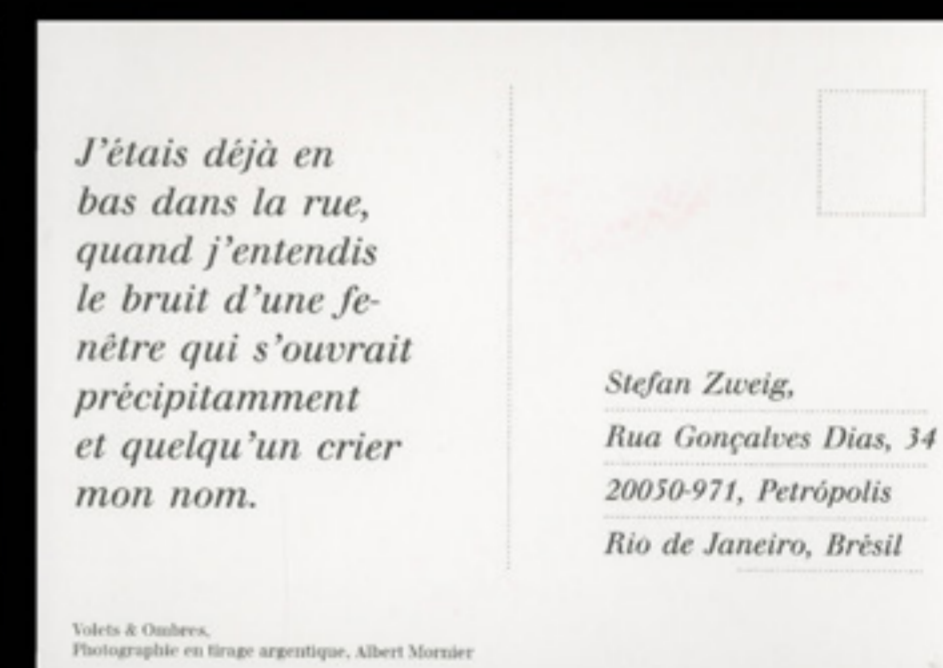 J’étais déjà en
bas dans la rue,
quand j’entendis
le bruit d’une fe-
nêtre qui s’ouvrait
précipitamment
et quelqu’un crier
mon nom.
Stefan Zweig,
Rua Gonçalves Dias, 34
20050-971, Petrópolis
Rio de Janeiro, Brésil
Volets & Ombres,
Photographie en tirage argentique, Albert Mornier